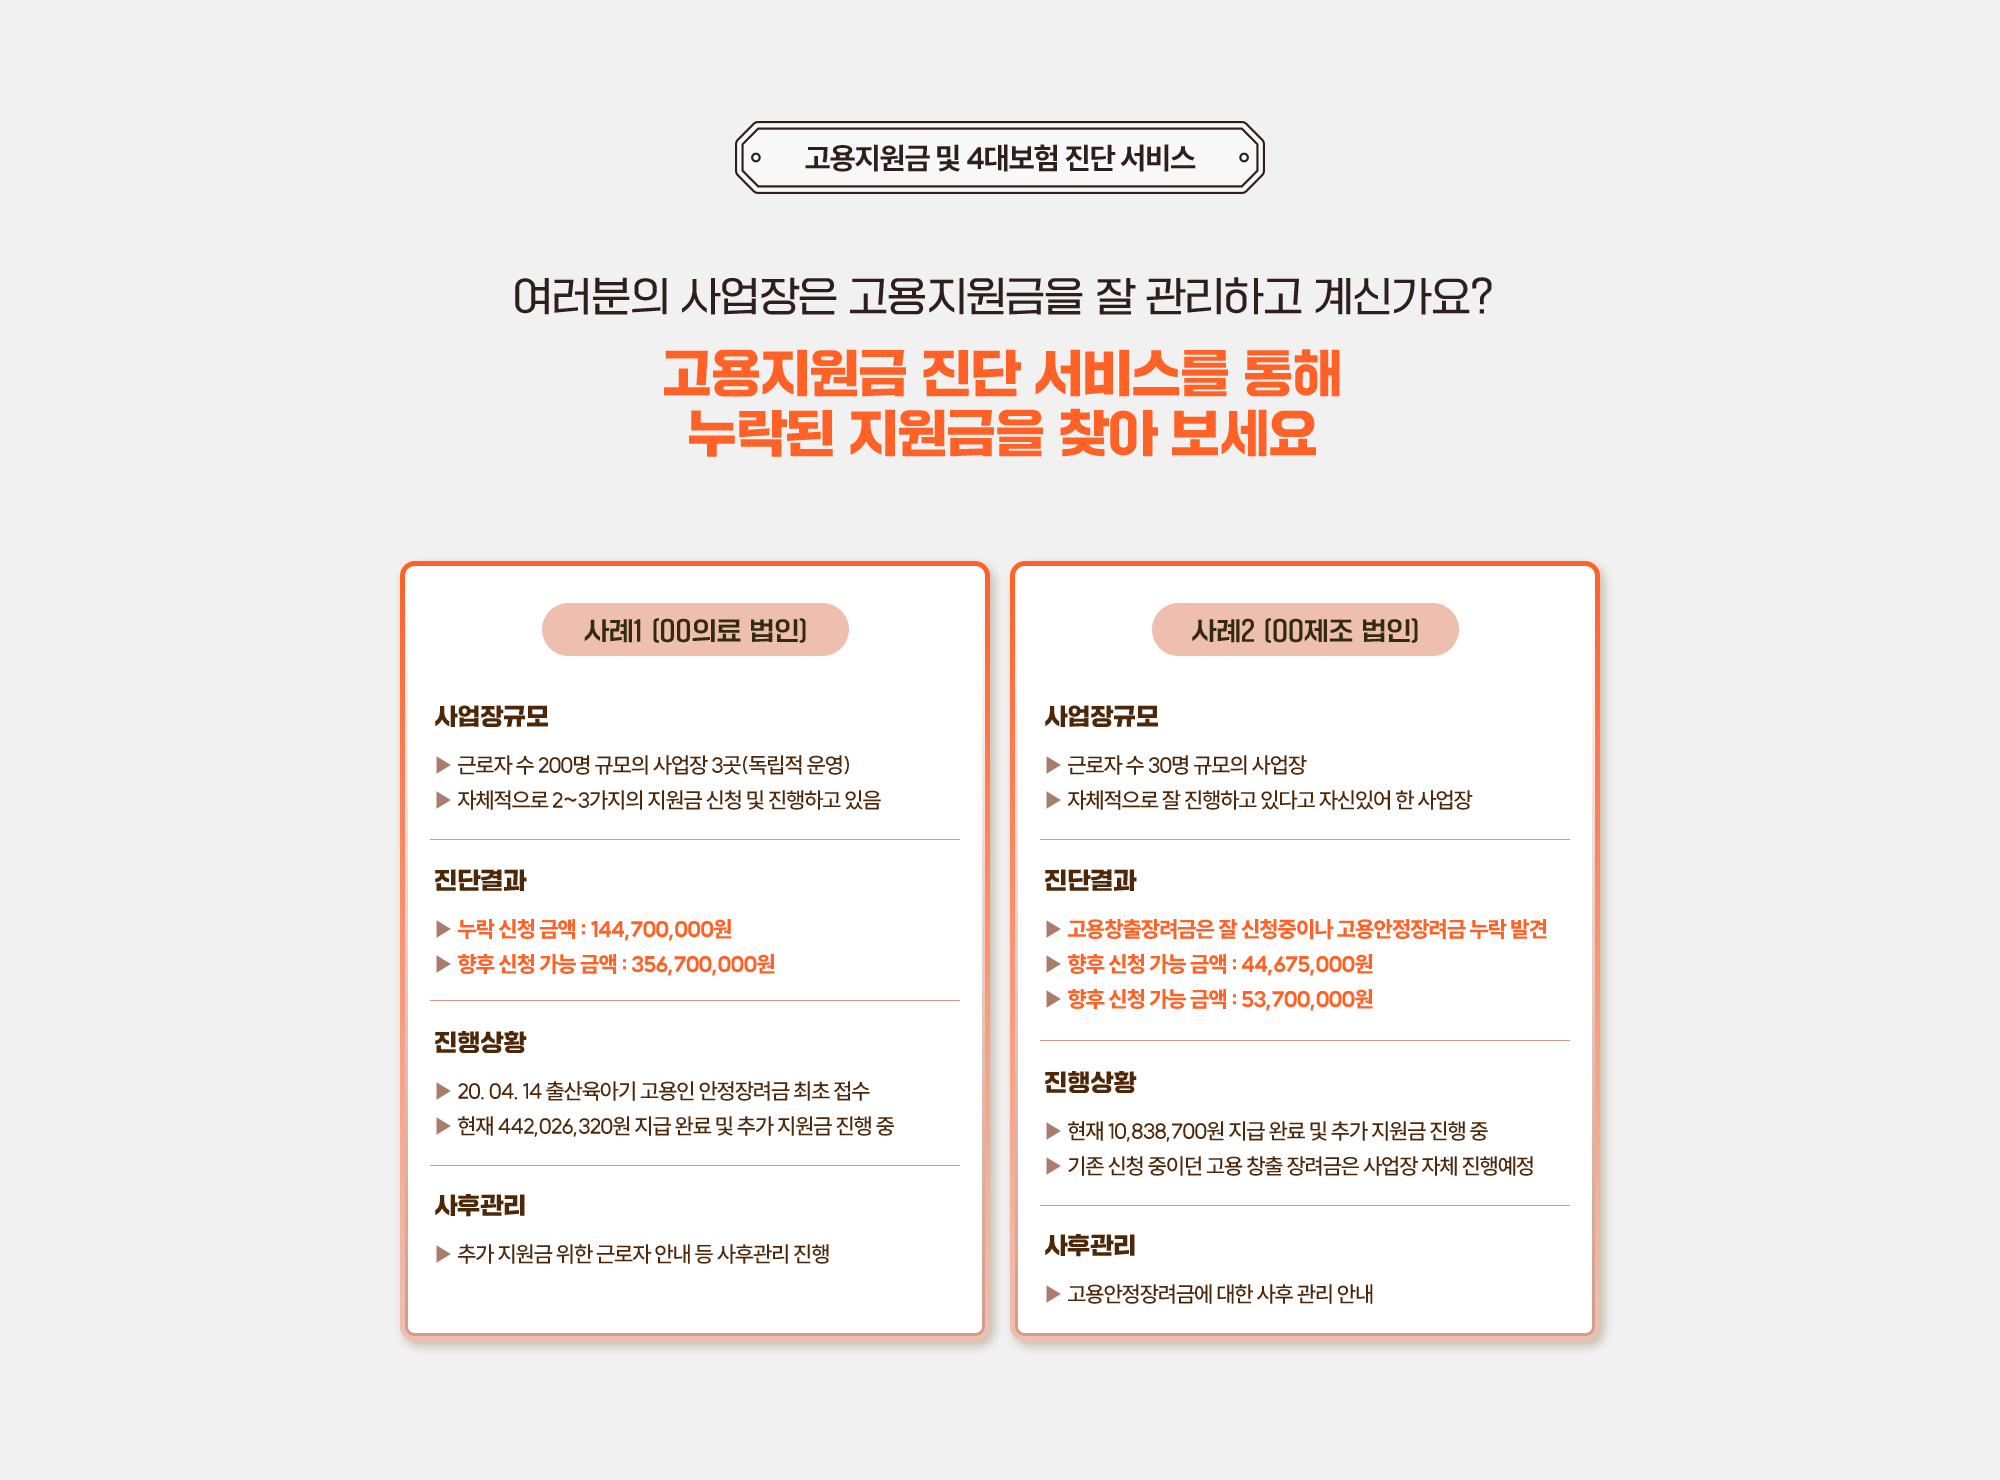 고용지원금 및 4대보험 진단 서비스
여러분의 사업장은 고용지원금을 잘 관리하고 계신가요?
고용지원금 진단 서비스를 통해
누락된 지원금을 찾아 보세요
사례1 (00의료 법인)
사업장규모
▶ 근로자 수 200명 규모의 사업장 3곳(독립적 운영)
▶ 자체적으로 2~3가지의 지원금 신청 및 진행하고 있음
진단결과
▶ 누락 신청 금액 : 144,700,000원
▶ 향후 신청 가능 금액 : 356,700,000원
진행상황
▶ 20. 04. 14 출산육아기 고용인 안정장려금 최초 접수
▶ 현재 442,026,320원 지급 완료 및 추가 지원금 진행 중
사후관리
▶ 추가 지원금 위한 근로자 안내 등 사후관리 진행
사례2 (00제조 법인)
사업장규모
▶ 근로자 수 30명 규모의 사업장
▶ 자체적으로 잘 진행하고 있다고 자신있어 한 사업장
진단결과
▶ 고용창출장려금은 잘 신청중이나 고용안정장려금 누락 발견
▶ 향후 신청 가능 금액 : 44,675,000원
▶ 향후 신청 가능 금액 : 53,700,000원
진행상황
▶ 현재 10,838,700원 지급 완료 및 추가 지원금 진행 중
▶ 기존 신청 중이던 고용 창출 장려금은 사업장 자체 진행예정
사후관리
▶ 고용안정장려금에 대한 사후 관리 안내